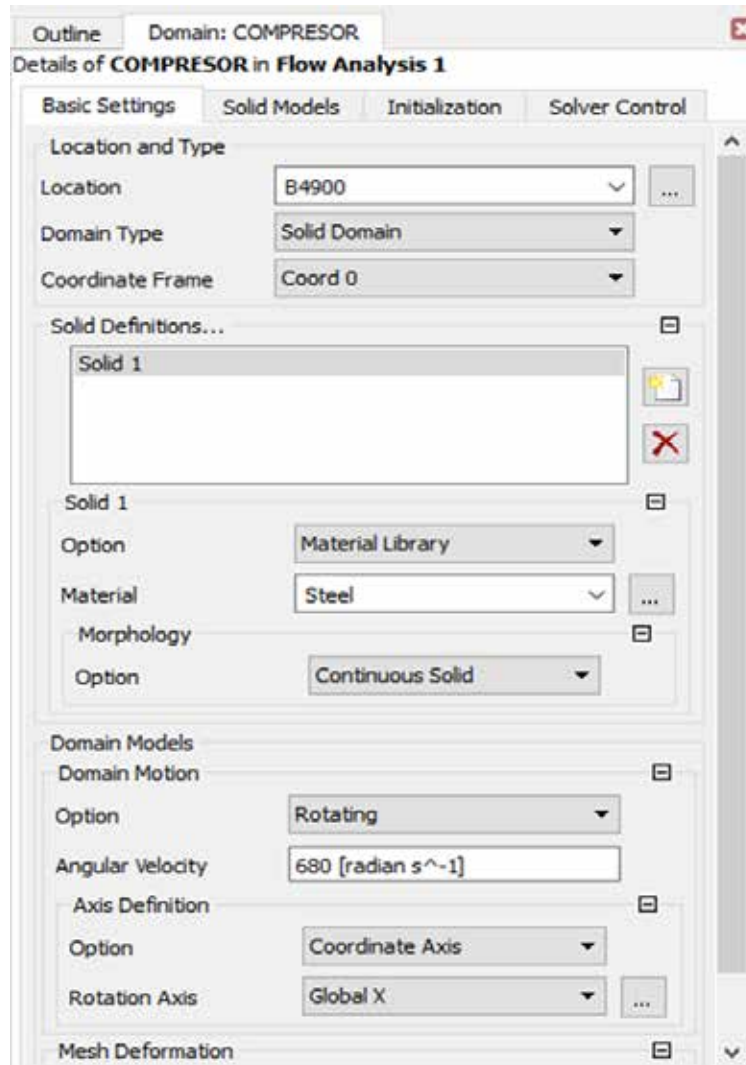 Outline Domain: COMPRESOR
Details of COMPRESOR in Flow Analysis 1
Basic Settings Solid Models Initialization Solver Control
Location and Type
Location B4900 ...
Domain Type Solid Domain
Coordinate Frame Coord 0
Solid Definitions...
Solid 1
Solid 1
Option Material Library
Material Steel ...
Morphology
Option Continuous Solid
Domain Models
Domain Motion
Option Rotating
Angular Velocity 680 [radian s^-1]
Axis Definition
Option Coordinate Axis
Rotation Axis Global X ...
Mesh Deformation